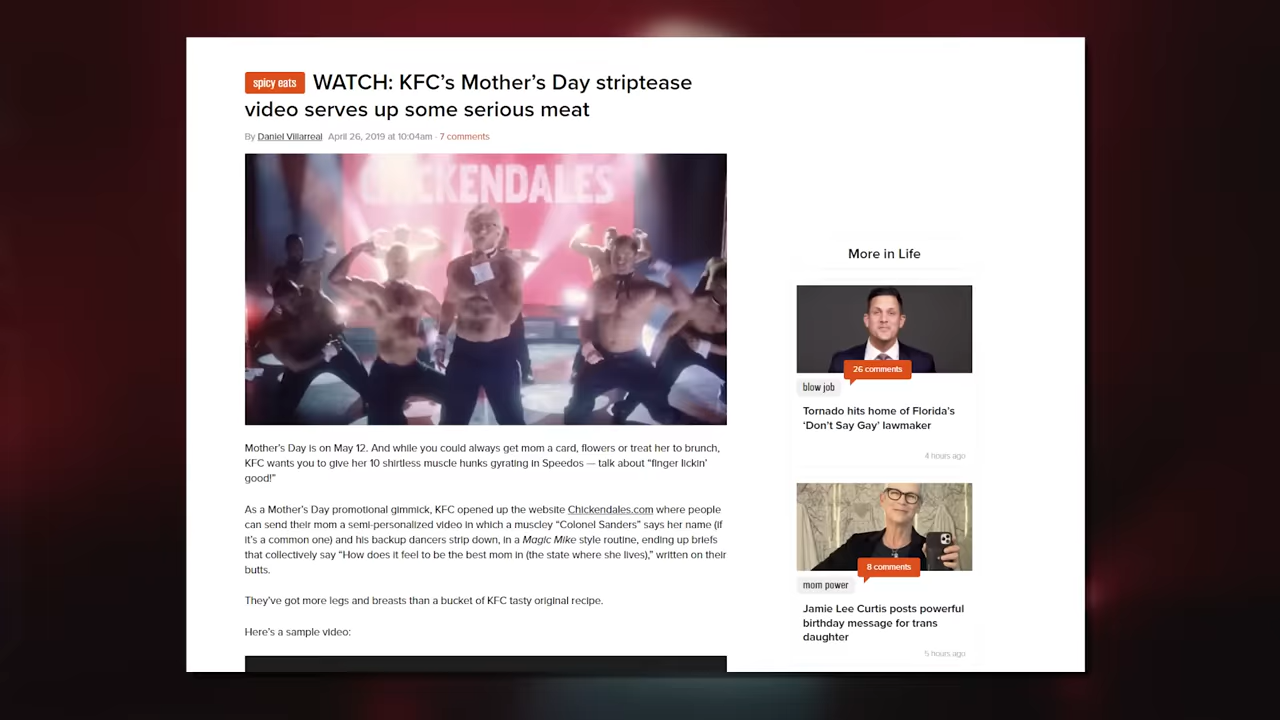 spicy eats WATCH: KFC’s Mother’s Day striptease
video serves up some serious meat
By Daniel Villarreal April 26, 2019 at 10:04am · 7 comments
CHICKENDALES
Mother’s Day is on May 12. And while you could always get mom a card, flowers or treat her to brunch,
KFC wants you to give her 10 shirtless muscle hunks gyrating in Speedos — talk about “finger lickin’
good!”
As a Mother’s Day promotional gimmick, KFC opened up the website Chickendales.com where people
can send their mom a semi-personalized video in which a muscley “Colonel Sanders” says her name (if
it’s a common one) and his backup dancers strip down, in a Magic Mike style routine, ending up briefs
that collectively say “How does it feel to be the best mom in (the state where she lives),” written on their
butts.
They’ve got more legs and breasts than a bucket of KFC tasty original recipe.
Here’s a sample video:
More in Life
26 comments
blow job
Tornado hits home of Florida’s
‘Don’t Say Gay’ lawmaker
4 hours ago
8 comments
mom power
Jamie Lee Curtis posts powerful
birthday message for trans
daughter
5 hours ago